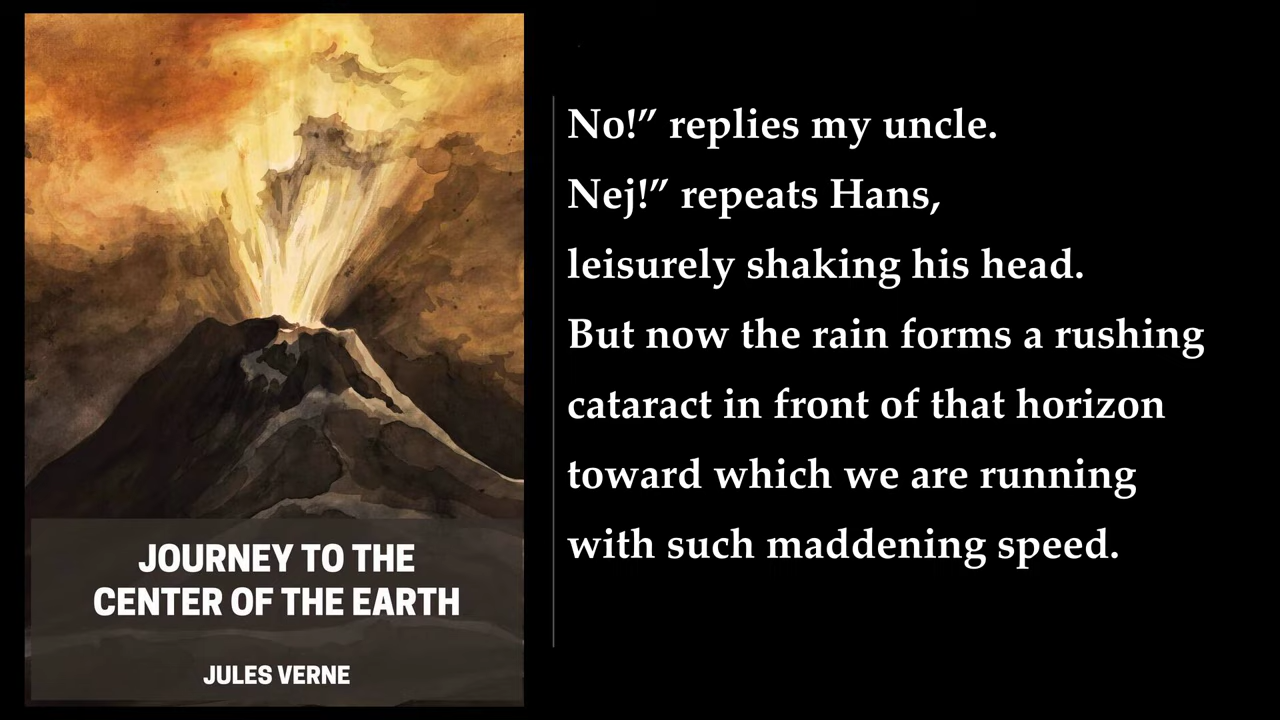 JOURNEY TO THE
CENTER OF THE EARTH
JULES VERNE
No!” replies my uncle.
Nej!” repeats Hans,
leisurely shaking his head.
But now the rain forms a rushing
cataract in front of that horizon
toward which we are running
with such maddening speed.